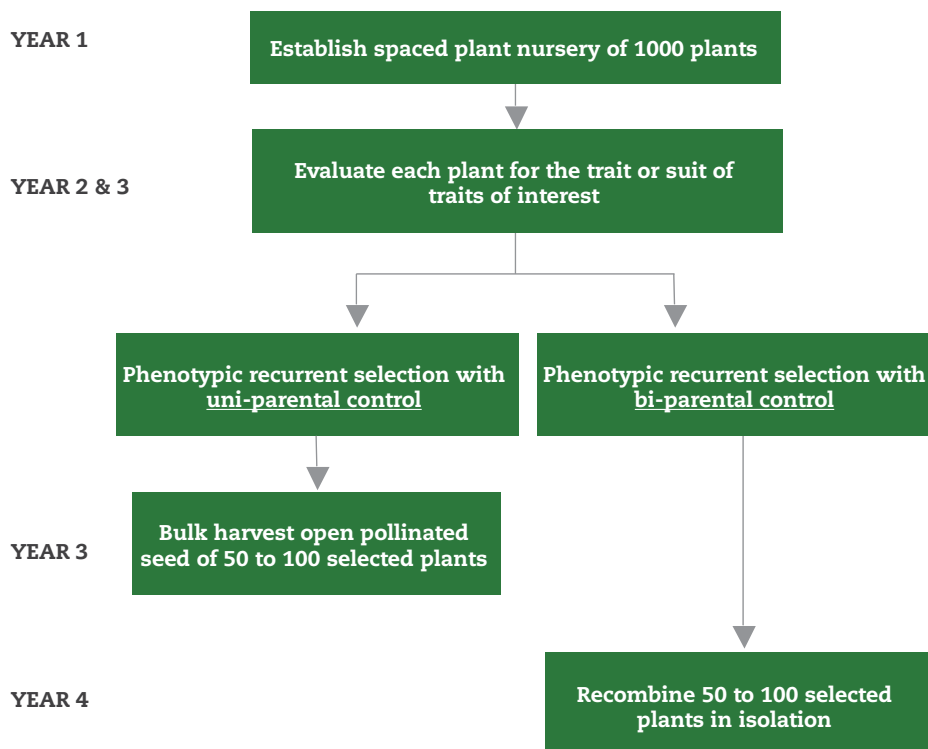 YEAR 1
Establish spaced plant nursery of 1000 plants
YEAR 2 & 3
Evaluate each plant for the trait or suit of
traits of interest
Phenotypic recurrent selection with
uni-parental control
Phenotypic recurrent selection with
bi-parental control
YEAR 3
Bulk harvest open pollinated
seed of 50 to 100 selected plants
YEAR 4
Recombine 50 to 100 selected
plants in isolation